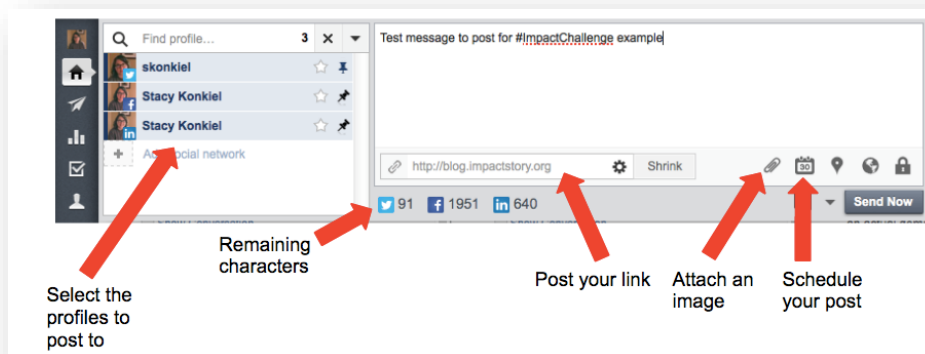 Find profile... 3
skonkiel
Stacy Konkiel
Stacy Konkiel
social network
Test message to post for #ImpactChallenge example
http://blog.impactstory.org Shrink
30
91 1951 640
Send Now
Remaining
characters
Post your link
Attach an
image
Schedule
your post
Select the
profiles to
post to